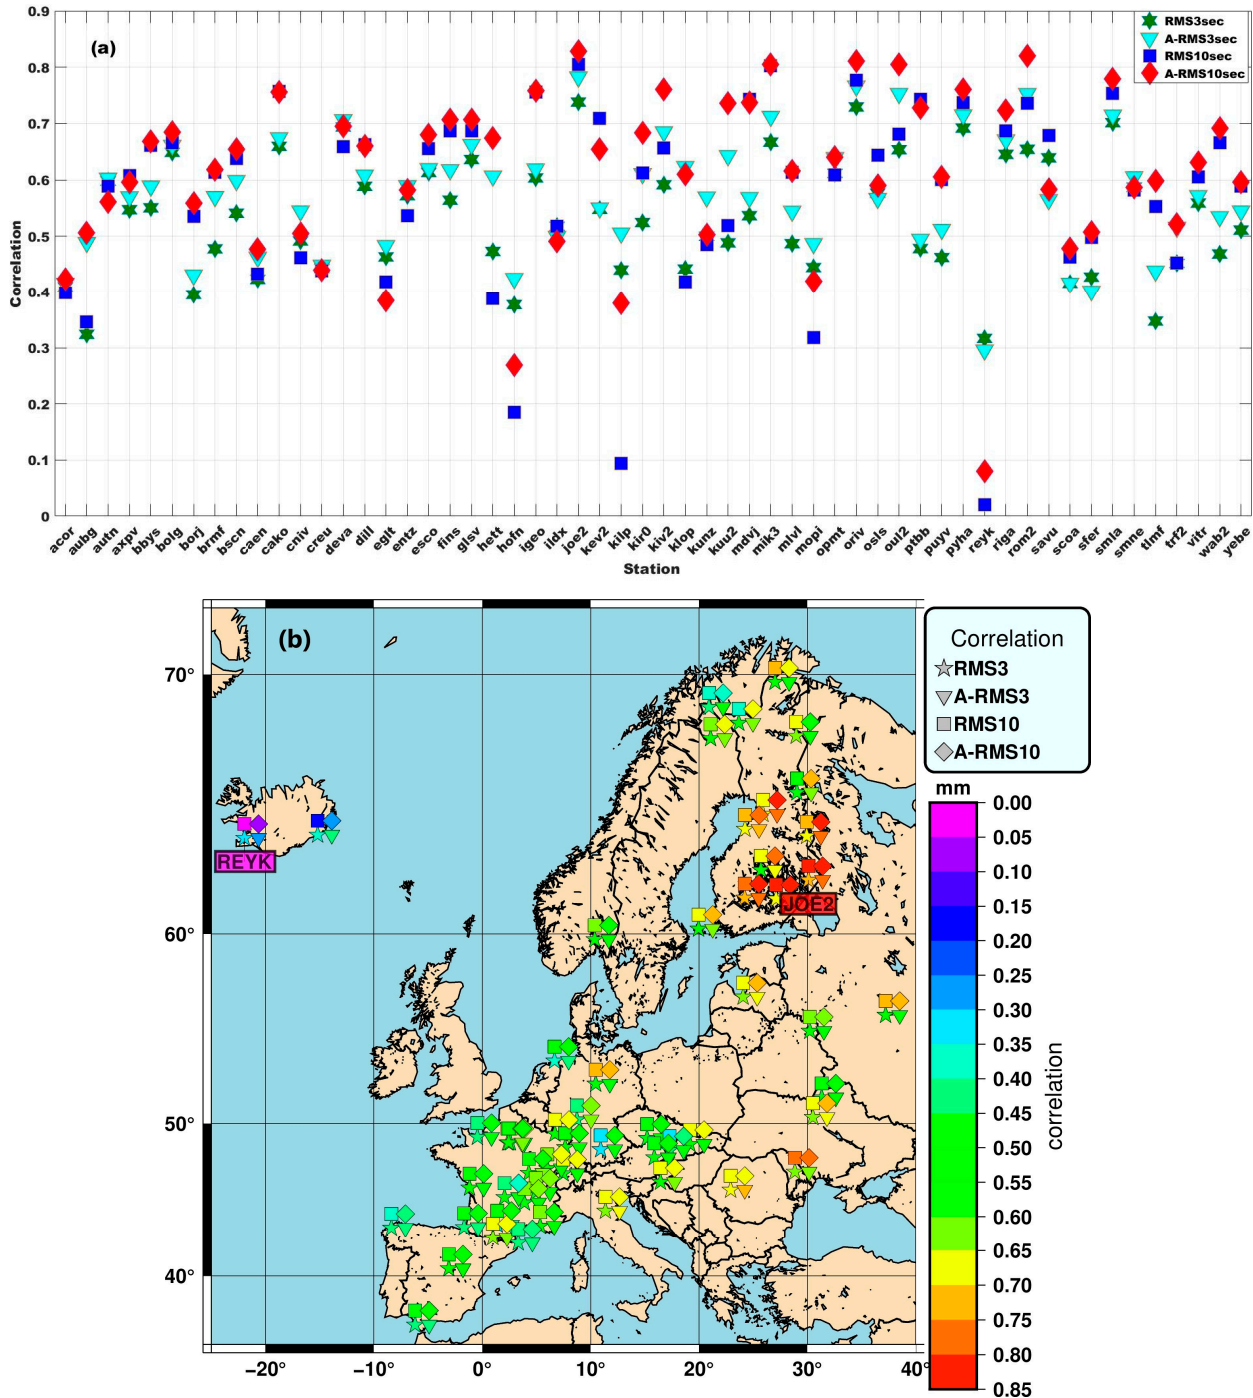 (a)
RMS3sec
A-RMS3sec
RMS10sec
A-RMS10sec
Correlation
0.9
0.8
0.7
0.6
0.5
0.4
0.3
0.2
0.1
0
acor aubg autn axpv bbys bolg borj brmf bscn caen cako cniv creu deva dill eglt entz esco fins glsv hett hofn igeo ildx joe2 kev2 kilp kir0 kiv2 klop kunz kuu2 mdvj mik3 mlvl mopi opmt oriv osls oul2 ptbb puyv pyha reyk riga rom2 savu scoa sfer smla smne tlmf trf2 vitr wab2 yebe
Station
(b)
Correlation
RMS3
A-RMS3
RMS10
A-RMS10
70°
60°
50°
40°
REYK
JOE2
−20° −10° 0° 10° 20° 30° 40°
mm
0.00
0.05
0.10
0.15
0.20
0.25
0.30
0.35
0.40
0.45
0.50
0.55
0.60
0.65
0.70
0.75
0.80
0.85
correlation